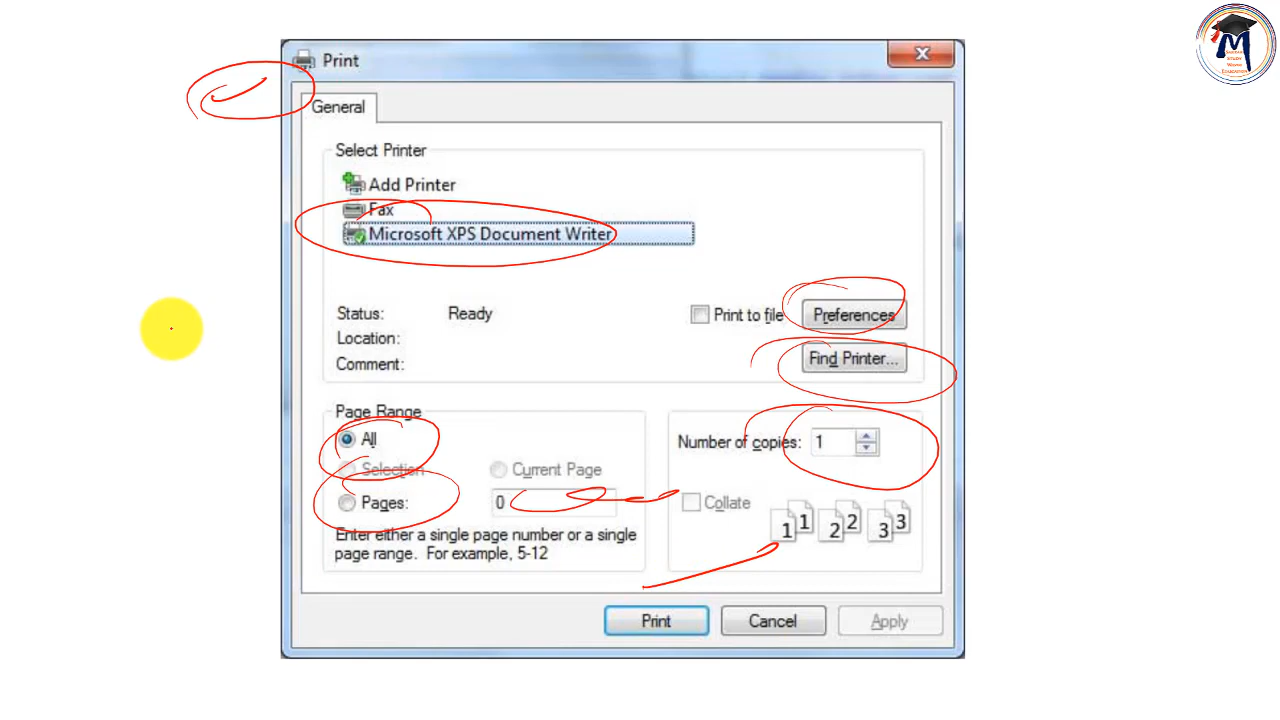 Print
General
Select Printer
Add Printer
Fax
Microsoft XPS Document Writer
Status: Ready
Print to file
Preferences
Location:
Find Printer...
Comment:
Page Range
All
Number of copies: 1
Selection
Current Page
Pages: 0
Collate
1 1 2 2 3 3
Enter either a single page number or a single
page range. For example, 5-12
Print Cancel Apply
M
STUDY
EDUCATION